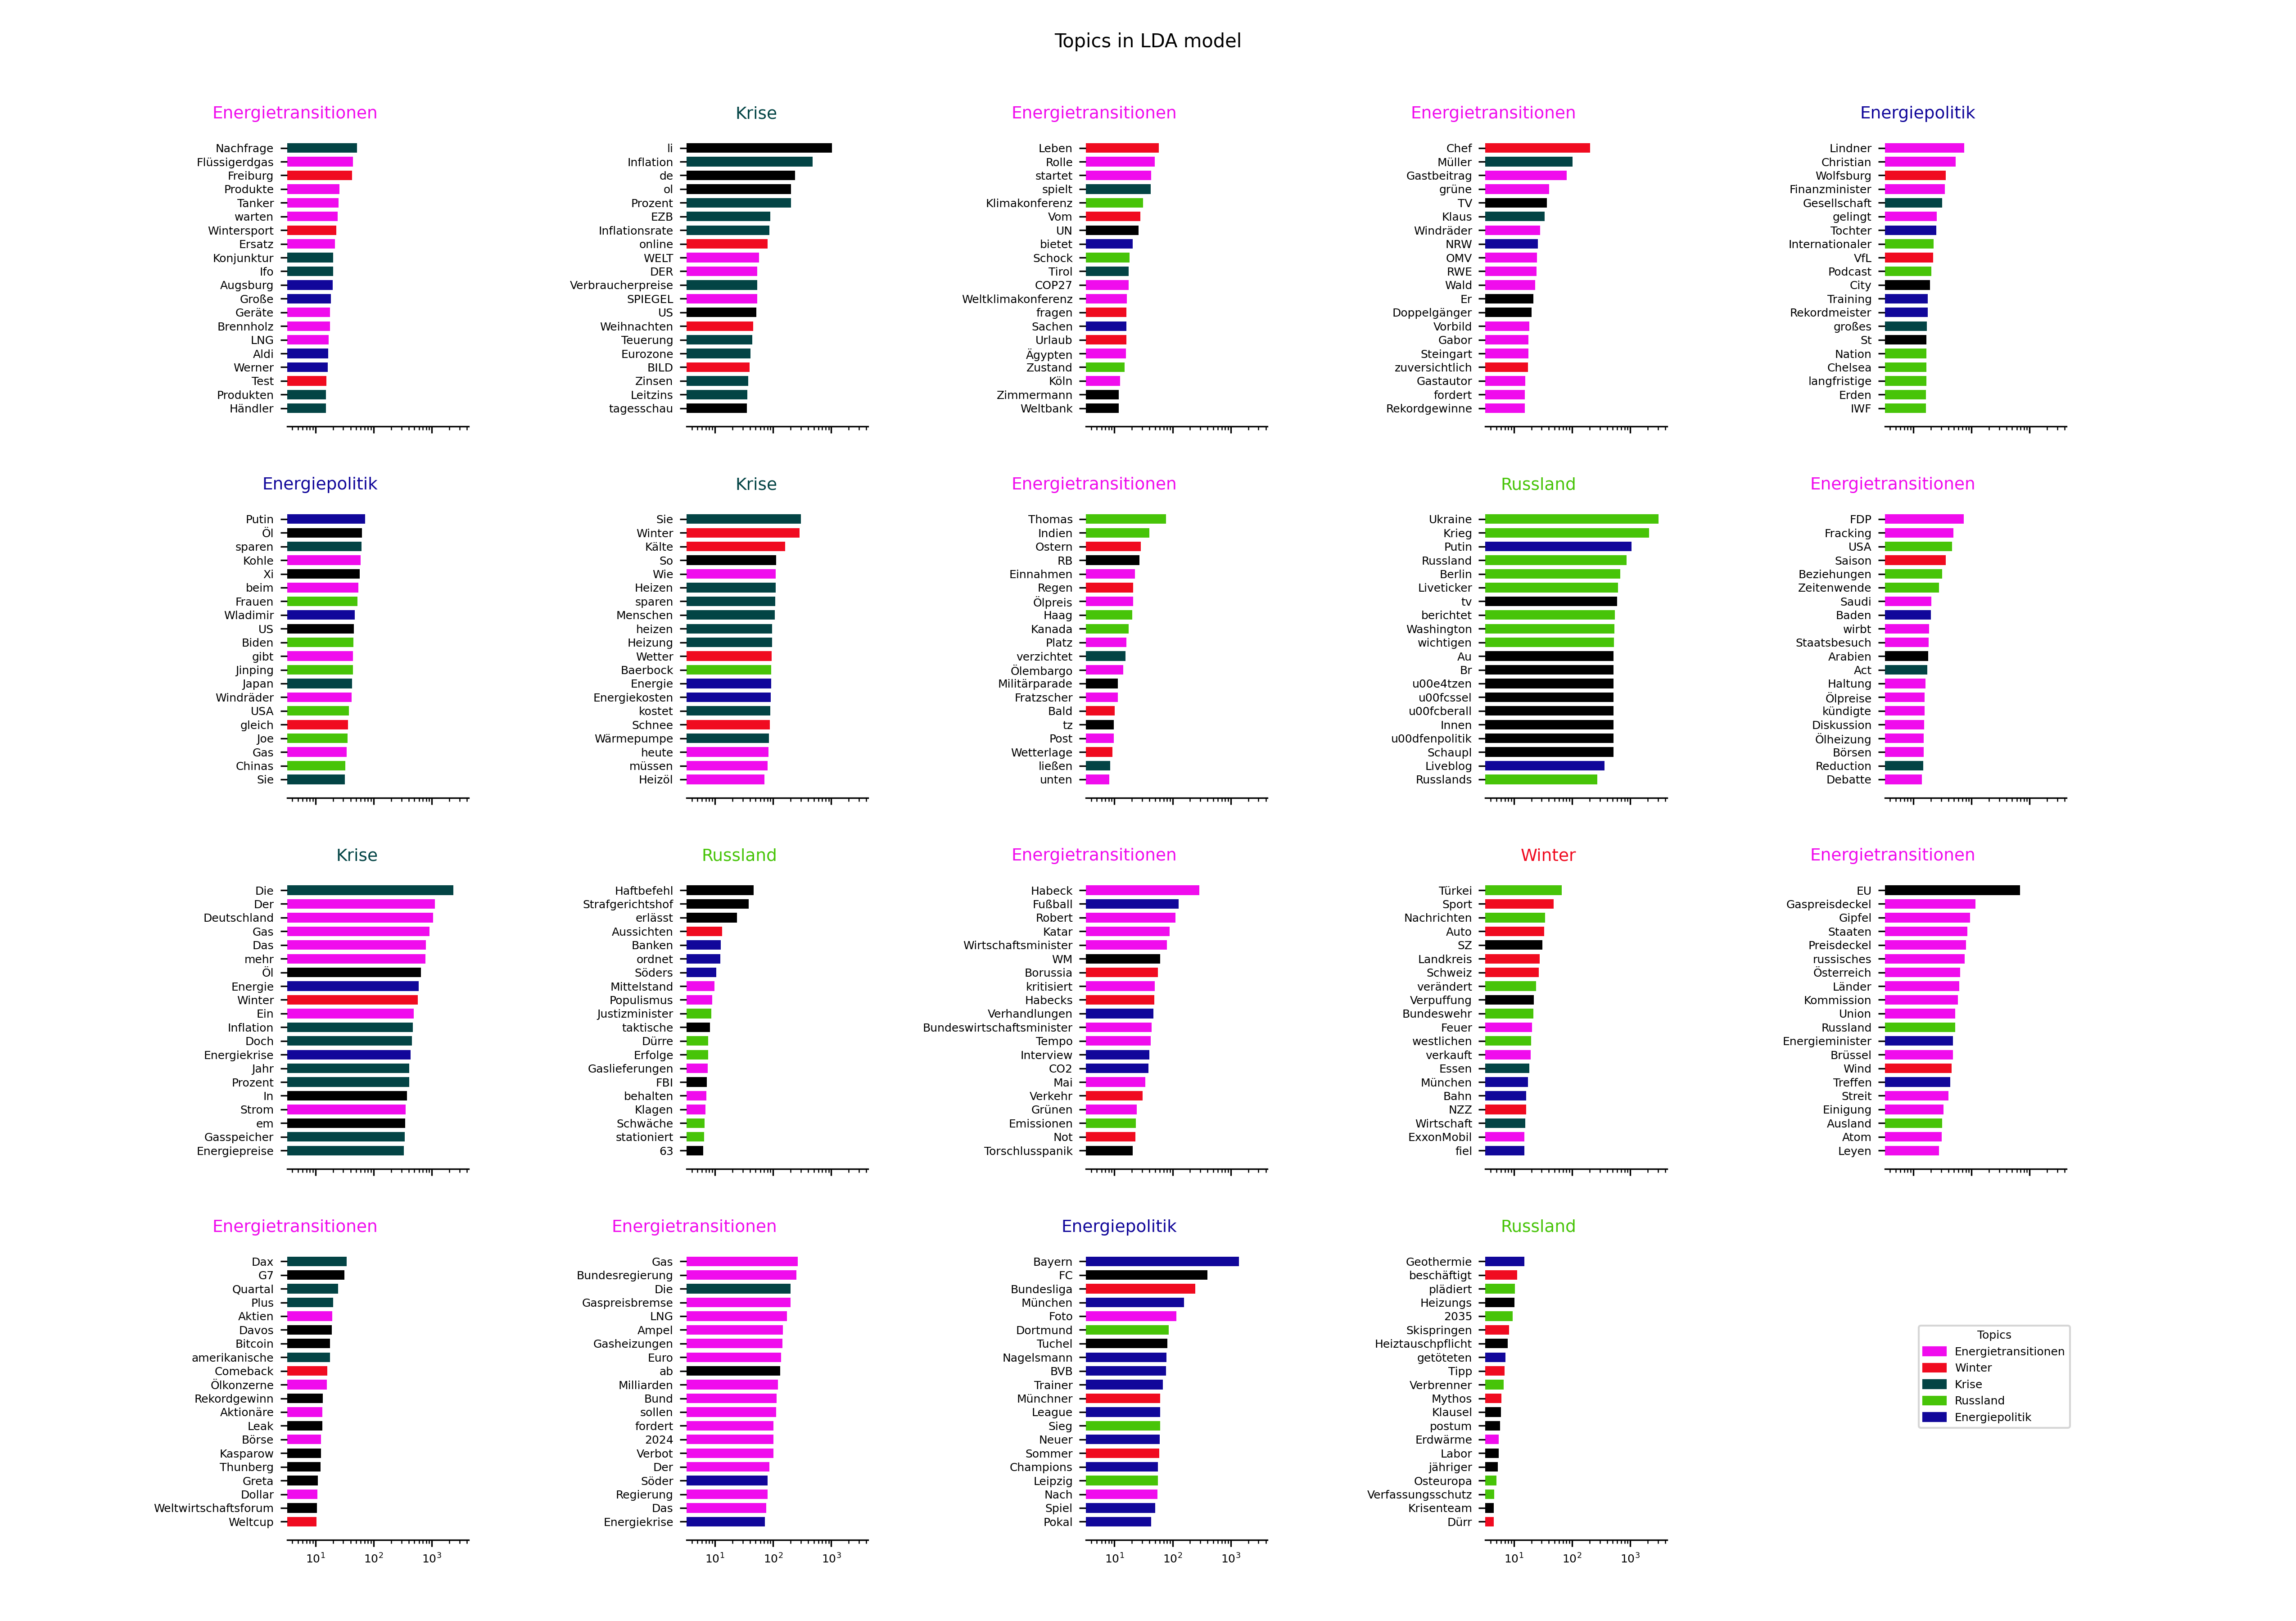 Topics in LDA model
Energietransitionen
Nachfrage
Flüssigerdgas
Freiburg
Produkte
Tanker
warten
Wintersport
Ersatz
Konjunktur
Ifo
Augsburg
Große
Geräte
Brennholz
LNG
Aldi
Werner
Test
Produkten
Händler
Krise
li
Inflation
de
ol
Prozent
EZB
Inflationsrate
online
WELT
DER
Verbraucherpreise
SPIEGEL
US
Weihnachten
Teuerung
Eurozone
BILD
Zinsen
Leitzins
tagesschau
Energietransitionen
Leben
Rolle
startet
spielt
Klimakonferenz
Vom
UN
bietet
Schock
Tirol
COP27
Weltklimakonferenz
fragen
Sachen
Urlaub
Ägypten
Zustand
Köln
Zimmermann
Weltbank
Energietransitionen
Chef
Müller
Gastbeitrag
grüne
TV
Klaus
Windräder
NRW
OMV
RWE
Wald
Er
Doppelgänger
Vorbild
Gabor
Steingart
zuversichtlich
Gastautor
fordert
Rekordgewinne
Energiepolitik
Lindner
Christian
Wolfsburg
Finanzminister
Gesellschaft
gelingt
Tochter
Internationaler
VfL
Podcast
City
Training
Rekordmeister
großes
St
Nation
Chelsea
langfristige
Erden
IWF
Energiepolitik
Putin
Öl
sparen
Kohle
Xi
beim
Frauen
Wladimir
US
Biden
gibt
Jinping
Japan
Windräder
USA
gleich
Joe
Gas
Chinas
Sie
Krise
Sie
Winter
Kälte
So
Wie
Heizen
sparen
Menschen
heizen
Heizung
Wetter
Baerbock
Energie
Energiekosten
kostet
Schnee
Wärmepumpe
heute
müssen
Heizöl
Energietransitionen
Thomas
Indien
Ostern
RB
Einnahmen
Regen
Ölpreis
Haag
Kanada
Platz
verzichtet
Ölembargo
Militärparade
Fratzscher
Bald
tz
Post
Wetterlage
ließen
unten
Russland
Ukraine
Krieg
Putin
Russland
Berlin
Liveticker
tv
berichtet
Washington
wichtigen
Au
Br
u00e4tzen
u00fcssel
u00fcberall
Innen
u00dfenpolitik
Schaupl
Liveblog
Russlands
Energietransitionen
FDP
Fracking
USA
Saison
Beziehungen
Zeitenwende
Saudi
Baden
wirbt
Staatsbesuch
Arabien
Act
Haltung
Ölpreise
kündigte
Diskussion
Ölheizung
Börsen
Reduction
Debatte
Krise
Die
Der
Deutschland
Gas
Das
mehr
Öl
Energie
Winter
Ein
Inflation
Doch
Energiekrise
Jahr
Prozent
In
Strom
em
Gasspeicher
Energiepreise
Russland
Haftbefehl
Strafgerichtshof
erlässt
Aussichten
Banken
ordnet
Söders
Mittelstand
Populismus
Justizminister
taktische
Dürre
Erfolge
Gaslieferungen
FBI
behalten
Klagen
Schwäche
stationiert
63
Energietransitionen
Habeck
Fußball
Robert
Katar
Wirtschaftsminister
WM
Borussia
kritisiert
Habecks
Verhandlungen
Bundeswirtschaftsminister
Tempo
Interview
CO2
Mai
Verkehr
Grünen
Emissionen
Not
Torschlusspanik
Winter
Türkei
Sport
Nachrichten
Auto
SZ
Landkreis
Schweiz
verändert
Verpuffung
Bundeswehr
Feuer
westlichen
verkauft
Essen
München
Bahn
NZZ
Wirtschaft
ExxonMobil
fiel
Energietransitionen
EU
Gaspreisdeckel
Gipfel
Staaten
Preisdeckel
russisches
Österreich
Länder
Kommission
Union
Russland
Energieminister
Brüssel
Wind
Treffen
Streit
Einigung
Ausland
Atom
Leyen
Energietransitionen
Dax
G7
Quartal
Plus
Aktien
Davos
Bitcoin
amerikanische
Comeback
Ölkonzerne
Rekordgewinn
Aktionäre
Leak
Börse
Kasparow
Thunberg
Greta
Dollar
Weltwirtschaftsforum
Weltcup
10¹ 10² 10³
Energietransitionen
Gas
Bundesregierung
Die
Gaspreisbremse
LNG
Ampel
Gasheizungen
Euro
ab
Milliarden
Bund
sollen
fordert
2024
Verbot
Der
Söder
Regierung
Das
Energiekrise
10¹ 10² 10³
Energiepolitik
Bayern
FC
Bundesliga
München
Foto
Dortmund
Tuchel
Nagelsmann
BVB
Trainer
Münchner
League
Sieg
Neuer
Sommer
Champions
Leipzig
Nach
Spiel
Pokal
10¹ 10² 10³
Russland
Geothermie
beschäftigt
plädiert
Heizungs
2035
Skispringen
Heiztauschpflicht
getöteten
Tipp
Verbrenner
Mythos
Klausel
postum
Erdwärme
Labor
jähriger
Osteuropa
Verfassungsschutz
Krisenteam
Dürr
10¹ 10² 10³
Topics
Energietransitionen
Winter
Krise
Russland
Energiepolitik